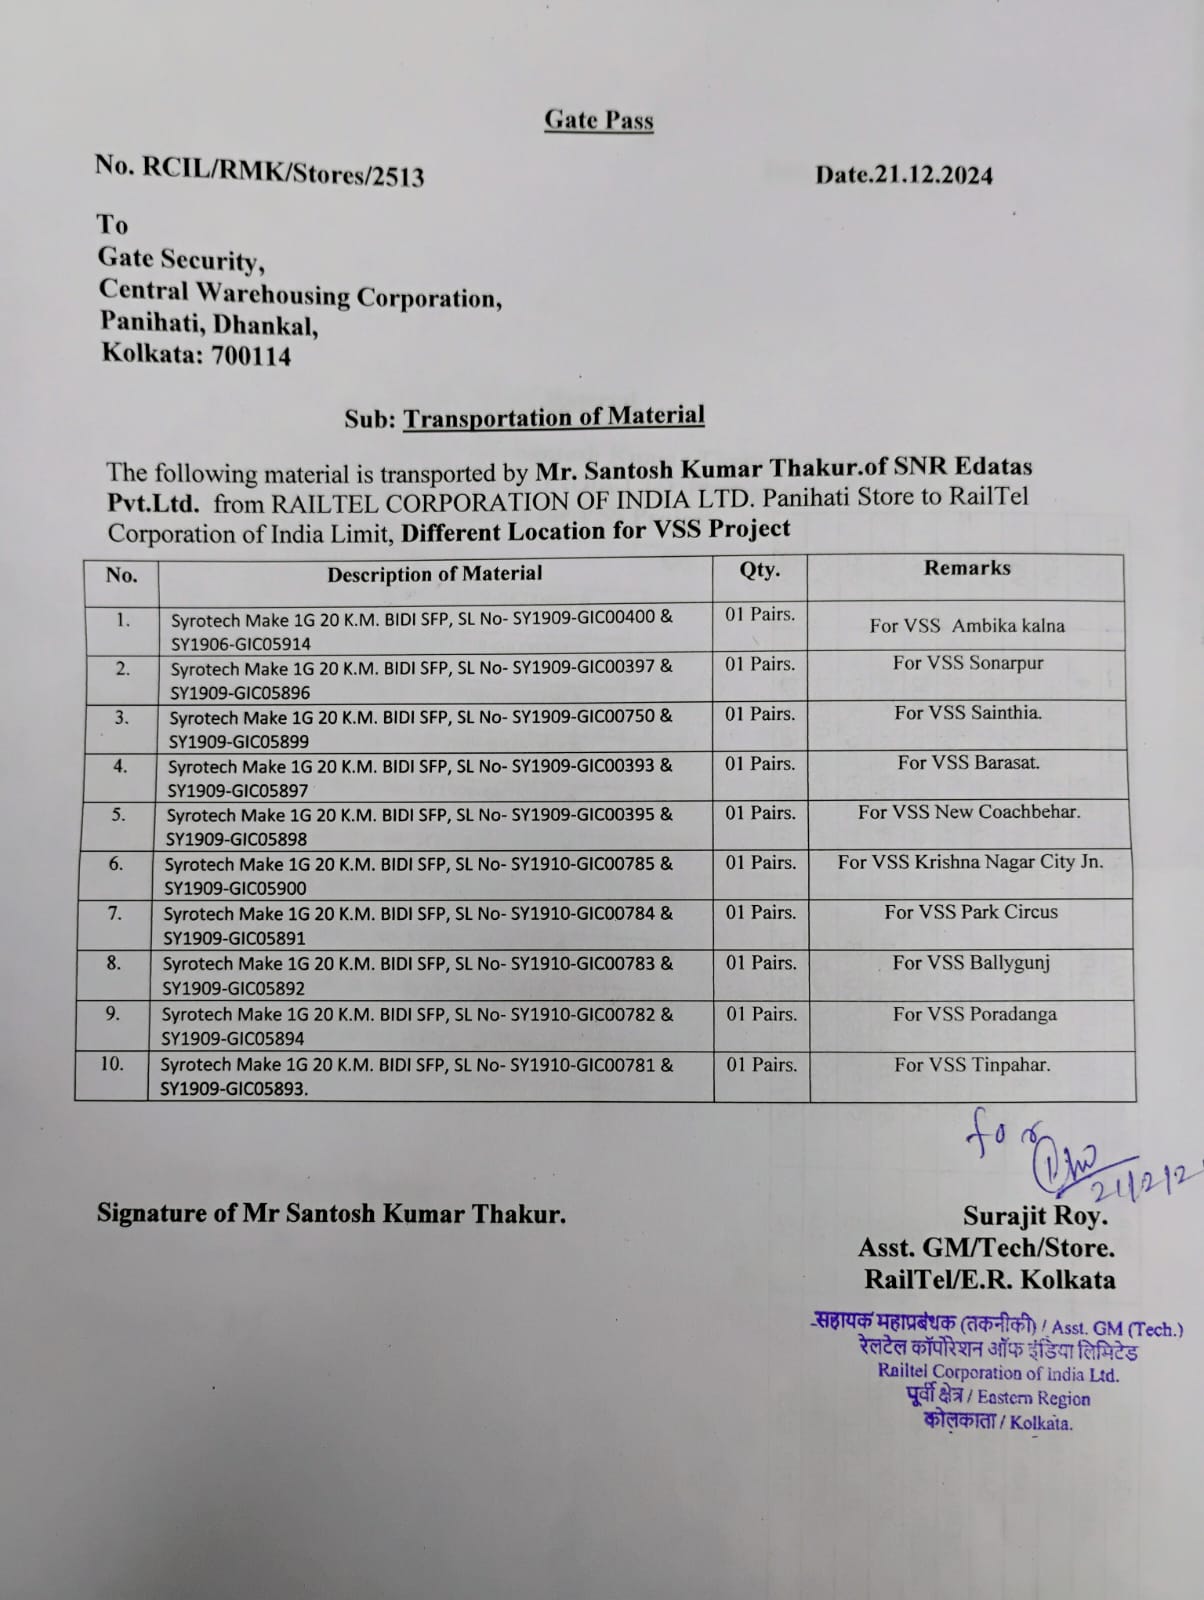 Gate Pass
No. RCIL/RMK/Stores/2513 Date.21.12.2024
To
Gate Security,
Central Warehousing Corporation,
Panihati, Dhankal,
Kolkata: 700114
Sub: Transportation of Material
The following material is transported by Mr. Santosh Kumar Thakur.of SNR Edatas
Pvt.Ltd. from RAILTEL CORPORATION OF INDIA LTD. Panihati Store to RailTel
Corporation of India Limit, Different Location for VSS Project
No. Description of Material Qty. Remarks
1. Syrotech Make 1G 20 K.M. BIDI SFP, SL No- SY1909-GIC00400 & 01 Pairs. For VSS Ambika kalna
SY1906-GIC05914
2. Syrotech Make 1G 20 K.M. BIDI SFP, SL No- SY1909-GIC00397 & 01 Pairs. For VSS Sonarpur
SY1909-GIC05896
3. Syrotech Make 1G 20 K.M. BIDI SFP, SL No- SY1909-GIC00750 & 01 Pairs. For VSS Sainthia.
SY1909-GIC05899
4. Syrotech Make 1G 20 K.M. BIDI SFP, SL No- SY1909-GIC00393 & 01 Pairs. For VSS Barasat.
SY1909-GIC05897
5. Syrotech Make 1G 20 K.M. BIDI SFP, SL No- SY1909-GIC00395 & 01 Pairs. For VSS New Coachbehar.
SY1909-GIC05898
6. Syrotech Make 1G 20 K.M. BIDI SFP, SL No- SY1910-GIC00785 & 01 Pairs. For VSS Krishna Nagar City Jn.
SY1909-GIC05900
7. Syrotech Make 1G 20 K.M. BIDI SFP, SL No- SY1910-GIC00784 & 01 Pairs. For VSS Park Circus
SY1909-GIC05891
8. Syrotech Make 1G 20 K.M. BIDI SFP, SL No- SY1910-GIC00783 & 01 Pairs. For VSS Ballygunj
SY1909-GIC05892
9. Syrotech Make 1G 20 K.M. BIDI SFP, SL No- SY1910-GIC00782 & 01 Pairs. For VSS Poradanga
SY1909-GIC05894
10. Syrotech Make 1G 20 K.M. BIDI SFP, SL No- SY1910-GIC00781 & 01 Pairs. For VSS Tinpahar.
SY1909-GIC05893.
for
Signature of Mr Santosh Kumar Thakur. Surajit Roy.
Asst. GM/Tech/Store.
RailTel/E.R. Kolkata
सहायक महाप्रबंधक (तकनीकी) / Asst. GM (Tech.)
रेलटेल कॉर्पोरेशन ऑफ इंडिया लिमिटेड
Railtel Corporation of India Ltd.
पूर्वी क्षेत्र / Eastern Region
कोलकाता / Kolkata.